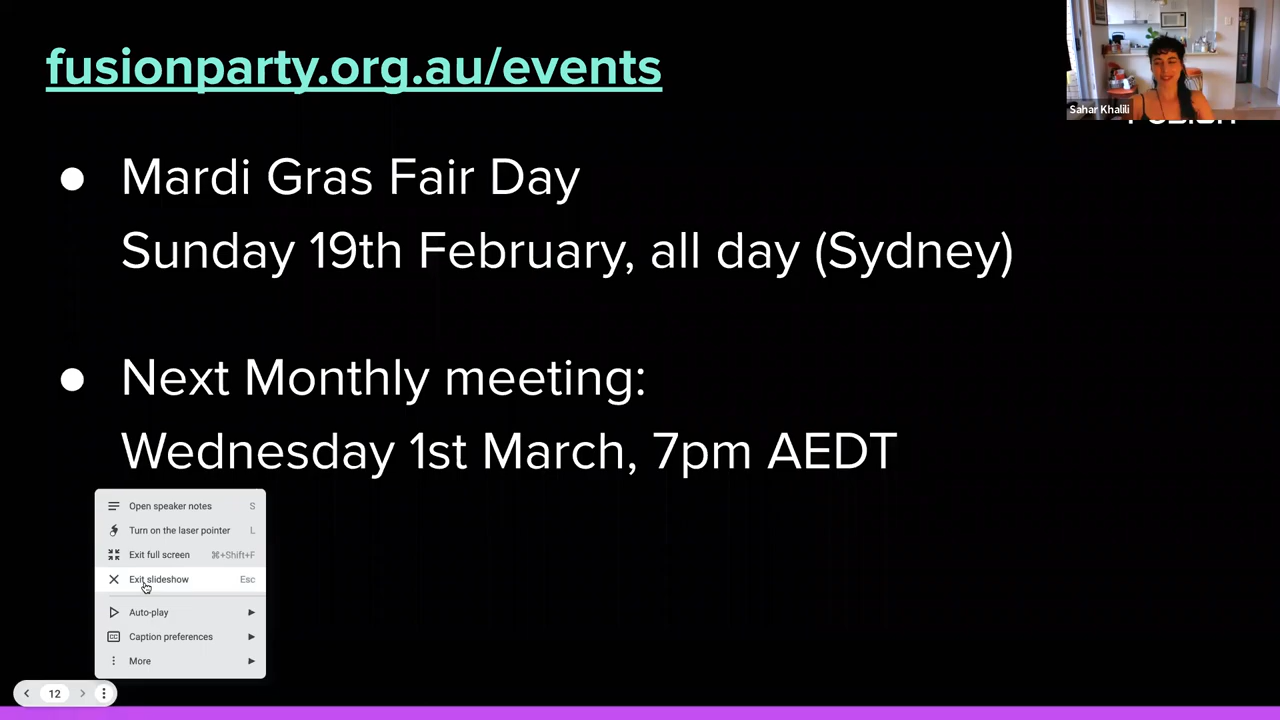 fusionparty.org.au/events
Sahar Khalili
● Mardi Gras Fair Day
Sunday 19th February, all day (Sydney)
● Next Monthly meeting:
Wednesday 1st March, 7pm AEDT
Open speaker notes S
Turn on the laser pointer L
Exit full screen ⌘+Shift+F
Exit slideshow Esc
Auto-play
CC Caption preferences
More
12